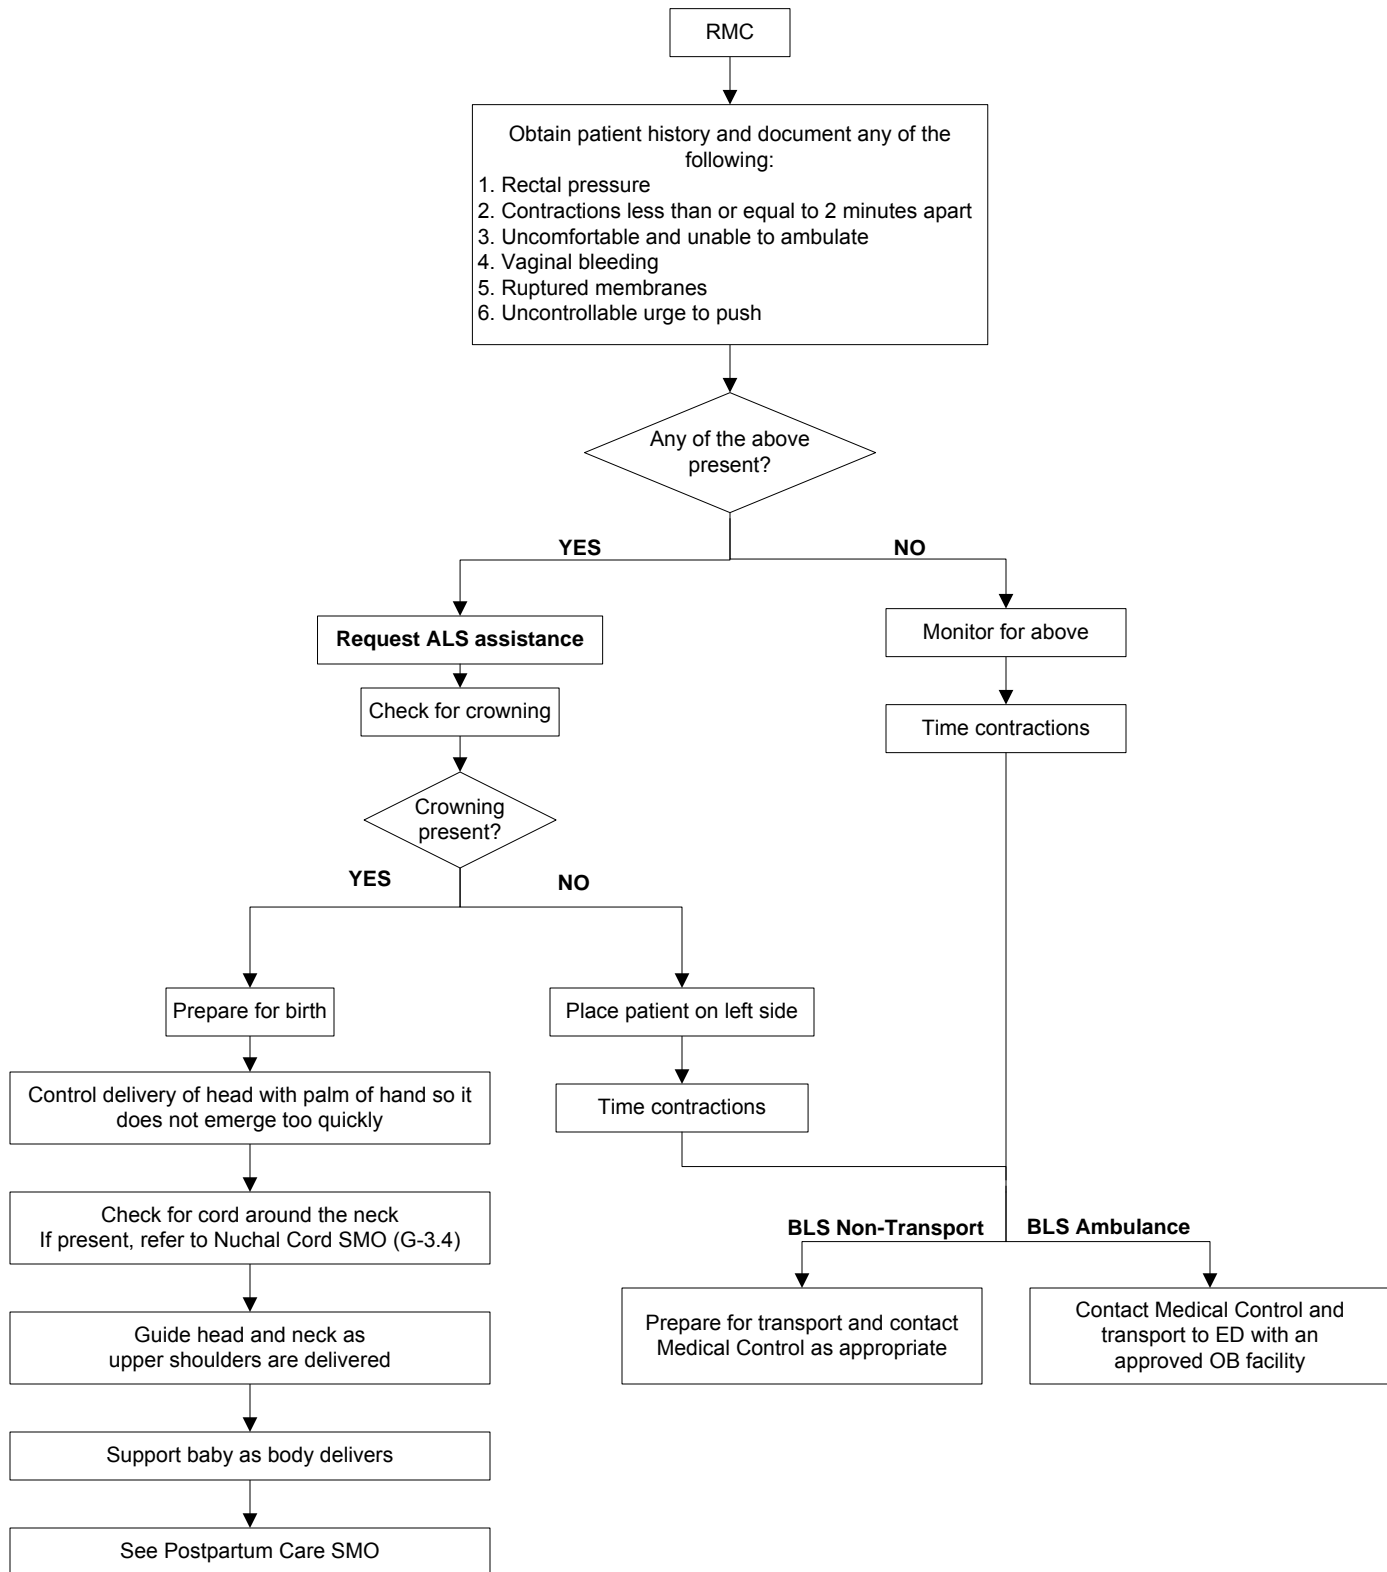 RMC
Obtain patient history and document any of the
following:
1. Rectal pressure
2. Contractions less than or equal to 2 minutes apart
3. Uncomfortable and unable to ambulate
4. Vaginal bleeding
5. Ruptured membranes
6. Uncontrollable urge to push
Any of the above
present?
YES
NO
Request ALS assistance
Monitor for above
Check for crowning
Time contractions
Crowning
present?
YES
NO
Prepare for birth
Place patient on left side
Control delivery of head with palm of hand so it
does not emerge too quickly
Time contractions
Check for cord around the neck
If present, refer to Nuchal Cord SMO (G-3.4)
BLS Non-Transport
BLS Ambulance
Guide head and neck as
upper shoulders are delivered
Prepare for transport and contact
Medical Control as appropriate
Contact Medical Control and
transport to ED with an
approved OB facility
Support baby as body delivers
See Postpartum Care SMO